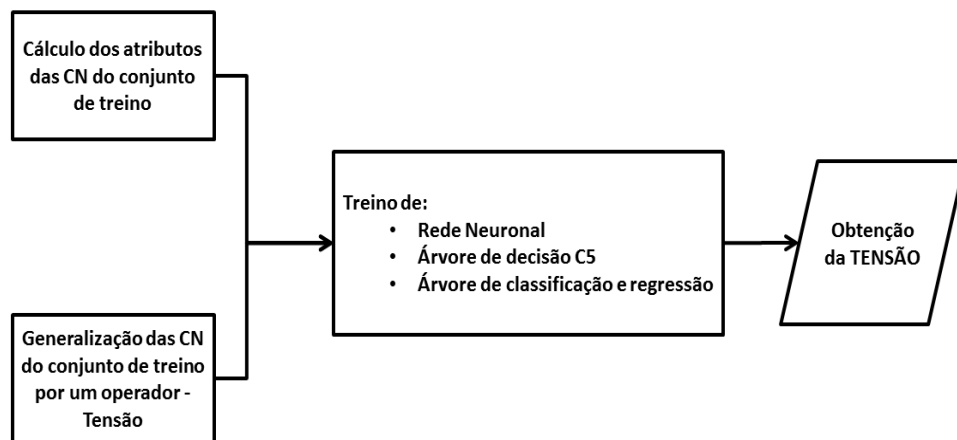 Cálculo dos atributos
das CN do conjunto
de treino
Generalização das CN
do conjunto de treino
por um operador -
Tensão
Treino de:
• Rede Neuronal
• Árvore de decisão C5
• Árvore de classificação e regressão
Obtenção
da TENSÃO